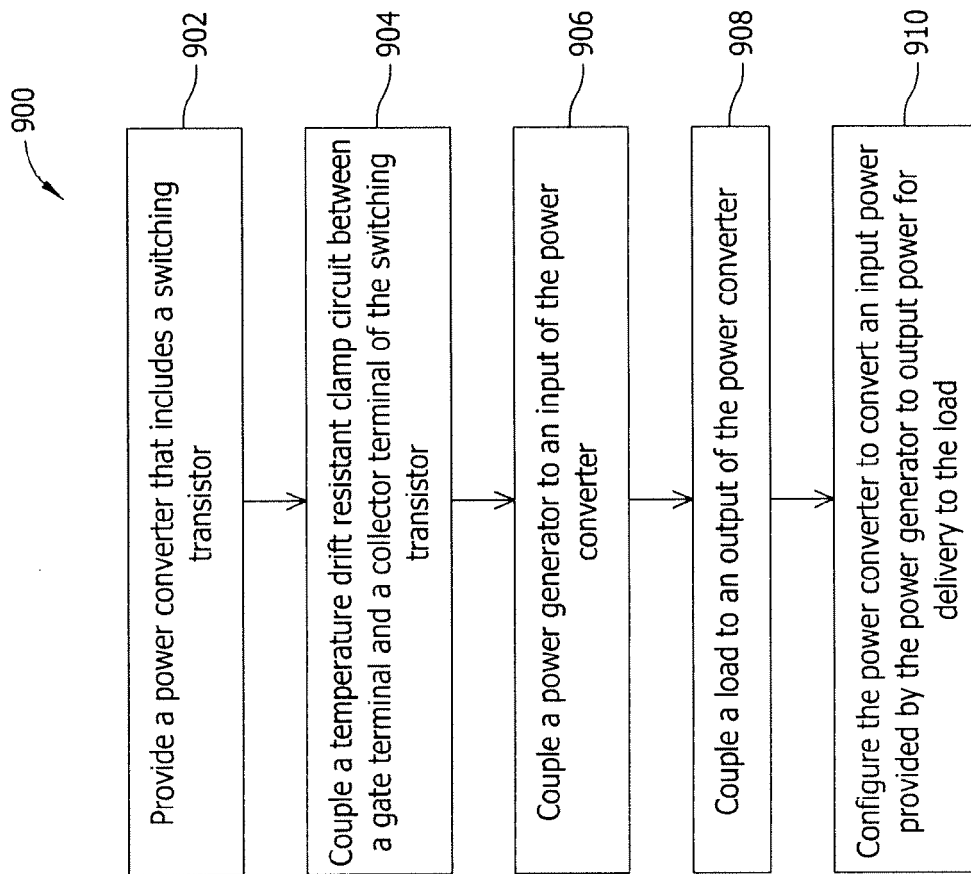 900
Provide a power converter that includes a switching
transistor
902
Couple a temperature drift resistant clamp circuit between
a gate terminal and a collector terminal of the switching
transistor
904
Couple a power generator to an input of the power
converter
906
Couple a load to an output of the power converter
908
Configure the power converter to convert an input power
provided by the power generator to output power for
delivery to the load
910